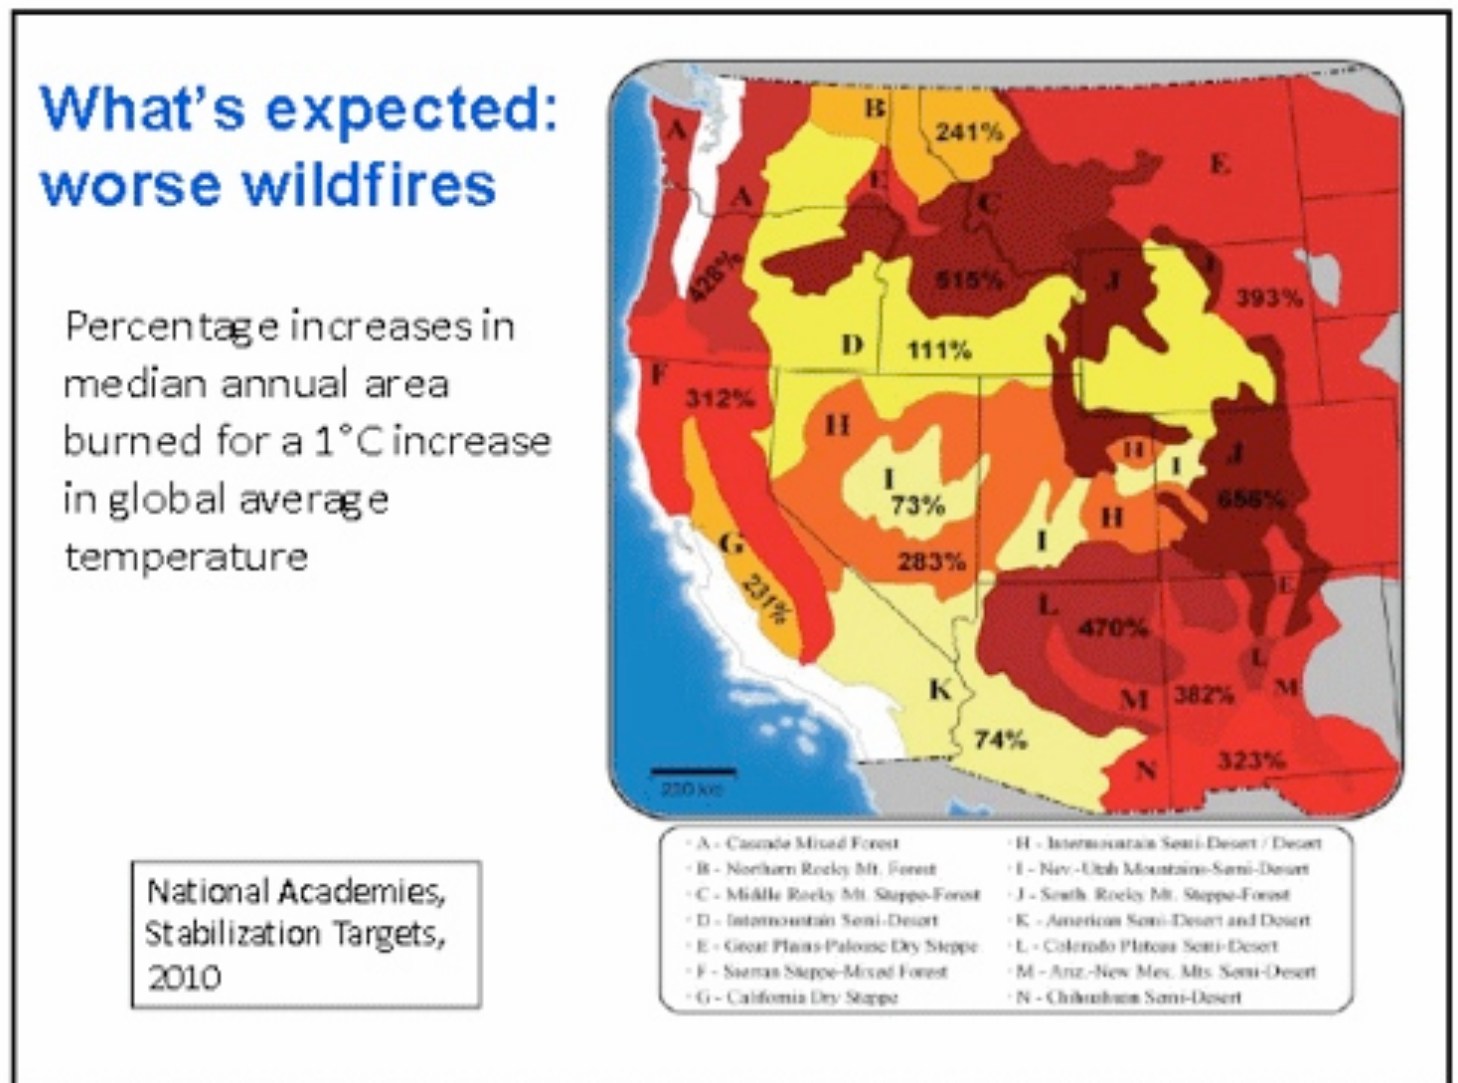 What's expected:
worse wildfires
Percentage increases in
median annual area
burned for a 1°C increase
in global average
temperature
National Academies,
Stabilization Targets,
2010
A
B
241%
E
E
A
C
428%
515%
J
J
393%
D
111%
F
312%
H
H
I
J
I
73%
656%
H
I
G
283%
231%
E
L
470%
L
K
M
382%
M
74%
N
323%
210 km
· A - Cascade Mixed Forest
· B - Northern Rocky Mt. Forest
· C - Middle Rocky Mt. Steppe-Forest
· D - Intermountain Semi-Desert
· E - Great Plains-Palouse Dry Steppe
· F - Sierran Steppe-Mixed Forest
· G - California Dry Steppe
· H - Intermountain Semi-Desert / Desert
· I - Nev.-Utah Mountains-Semi-Desert
· J - South. Rocky Mt. Steppe-Forest
· K - American Semi-Desert and Desert
· L - Colorado Plateau Semi-Desert
· M - Ariz.-New Mex. Mts. Semi-Desert
· N - Chihuahuan Semi-Desert